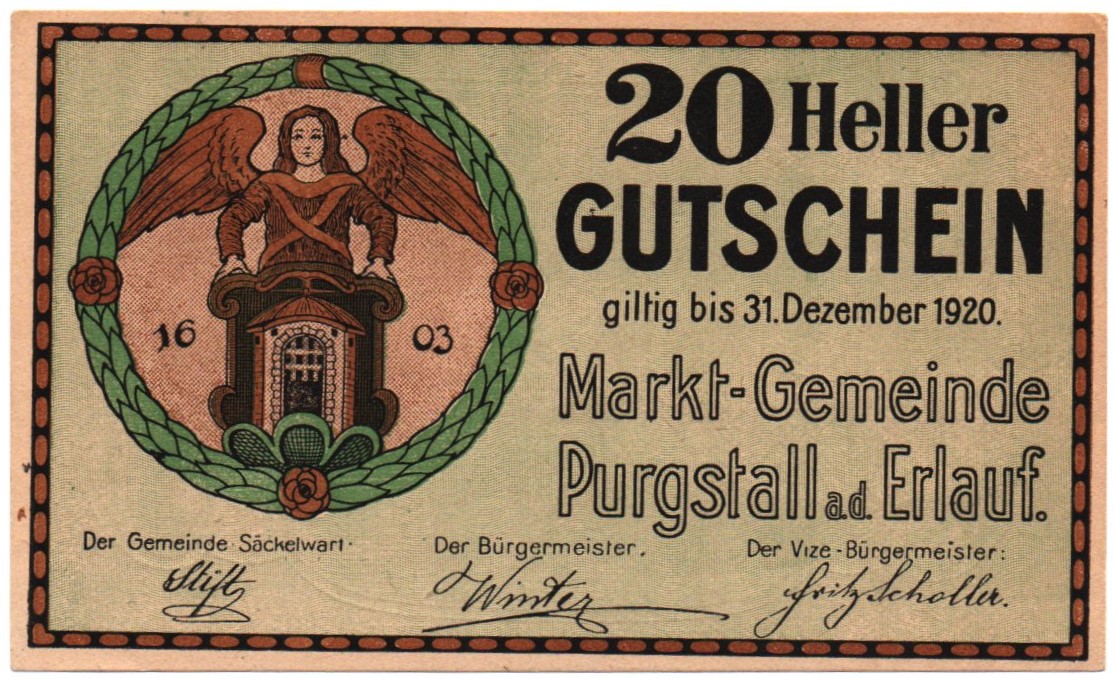 20 Heller
GUTSCHEIN
giltig bis 31. Dezember 1920.
Markt-Gemeinde
Purgstall a.d. Erlauf.
16 03
Der Gemeinde-Säckelwart.
Der Bürgermeister.
Der Vize-Bürgermeister:
Stift
Winter
Fritz Scholler.